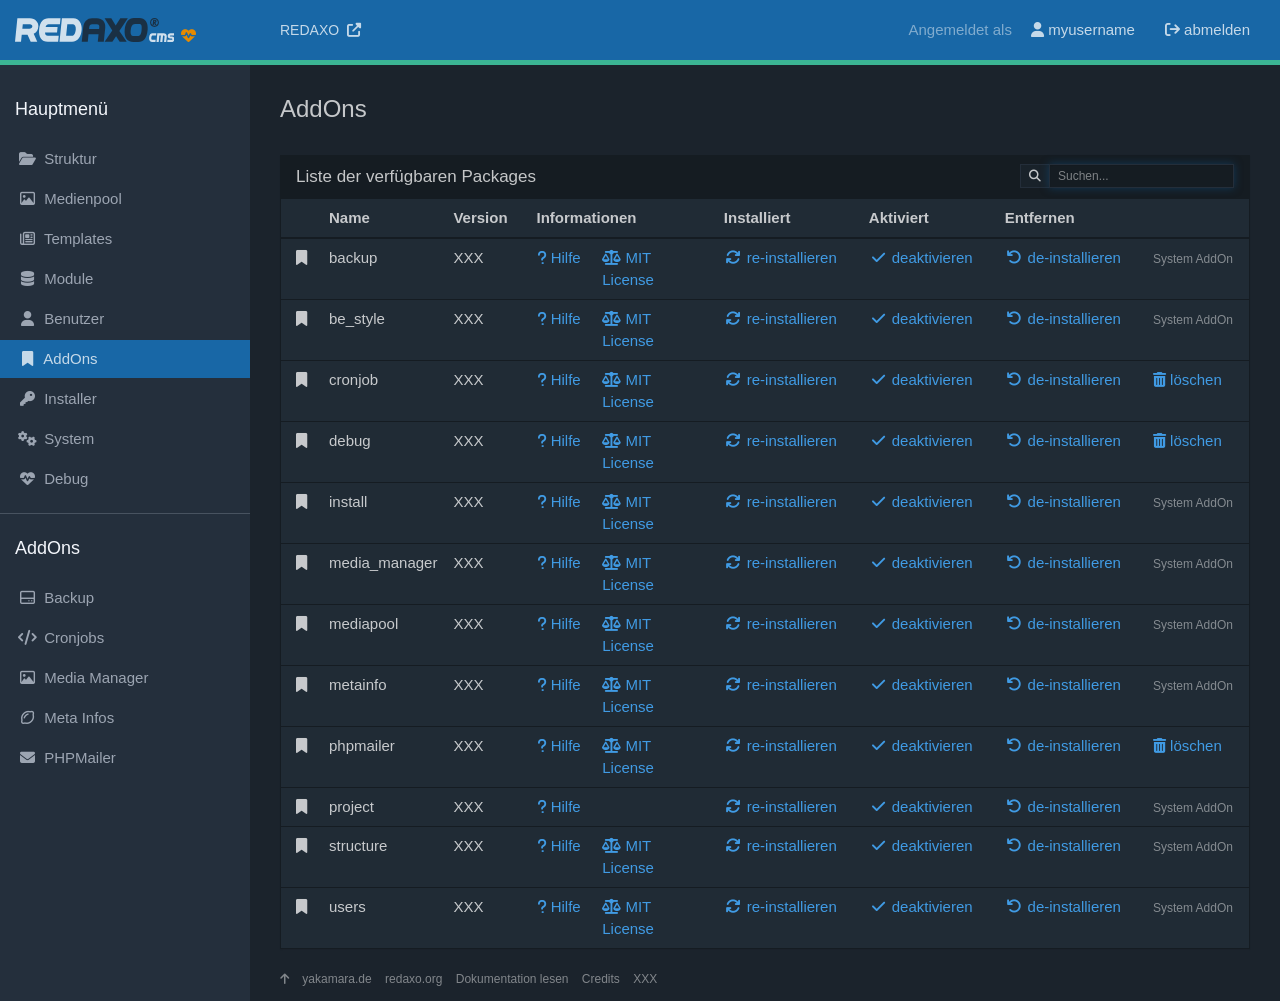 REDAXO® cms
REDAXO
Angemeldet als myusername abmelden
Hauptmenü
Struktur
Medienpool
Templates
Module
Benutzer
AddOns
Installer
System
Debug
AddOns
Backup
Cronjobs
Media Manager
Meta Infos
PHPMailer
AddOns
Liste der verfügbaren Packages
Suchen...
Name Version Informationen Installiert Aktiviert Entfernen
backup XXX Hilfe MIT re-installieren deaktivieren de-installieren System AddOn
License
be_style XXX Hilfe MIT re-installieren deaktivieren de-installieren System AddOn
License
cronjob XXX Hilfe MIT re-installieren deaktivieren de-installieren löschen
License
debug XXX Hilfe MIT re-installieren deaktivieren de-installieren löschen
License
install XXX Hilfe MIT re-installieren deaktivieren de-installieren System AddOn
License
media_manager XXX Hilfe MIT re-installieren deaktivieren de-installieren System AddOn
License
mediapool XXX Hilfe MIT re-installieren deaktivieren de-installieren System AddOn
License
metainfo XXX Hilfe MIT re-installieren deaktivieren de-installieren System AddOn
License
phpmailer XXX Hilfe MIT re-installieren deaktivieren de-installieren löschen
License
project XXX Hilfe re-installieren deaktivieren de-installieren System AddOn
structure XXX Hilfe MIT re-installieren deaktivieren de-installieren System AddOn
License
users XXX Hilfe MIT re-installieren deaktivieren de-installieren System AddOn
License
yakamara.de redaxo.org Dokumentation lesen Credits XXX